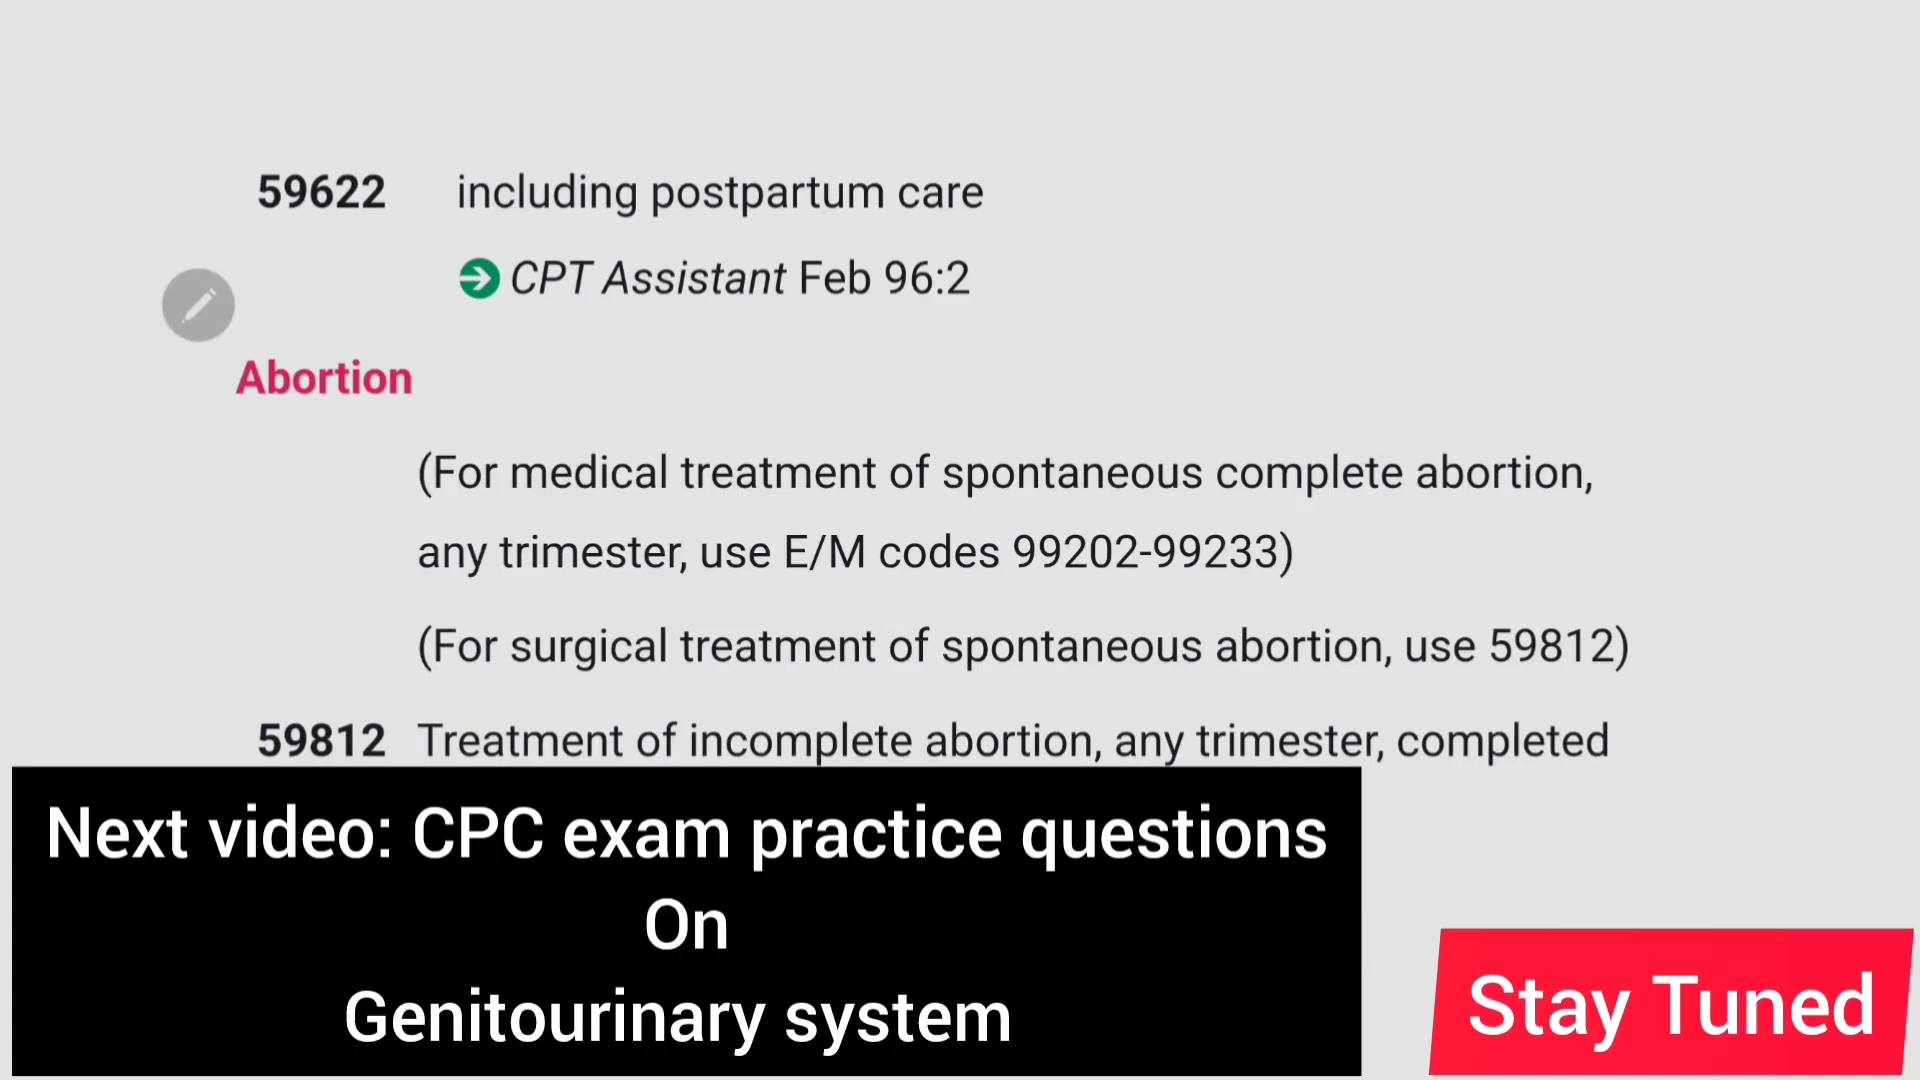 59622 including postpartum care
CPT Assistant Feb 96:2
Abortion
(For medical treatment of spontaneous complete abortion,
any trimester, use E/M codes 99202-99233)
(For surgical treatment of spontaneous abortion, use 59812)
59812 Treatment of incomplete abortion, any trimester, completed
Next video: CPC exam practice questions
On
Genitourinary system
Stay Tuned